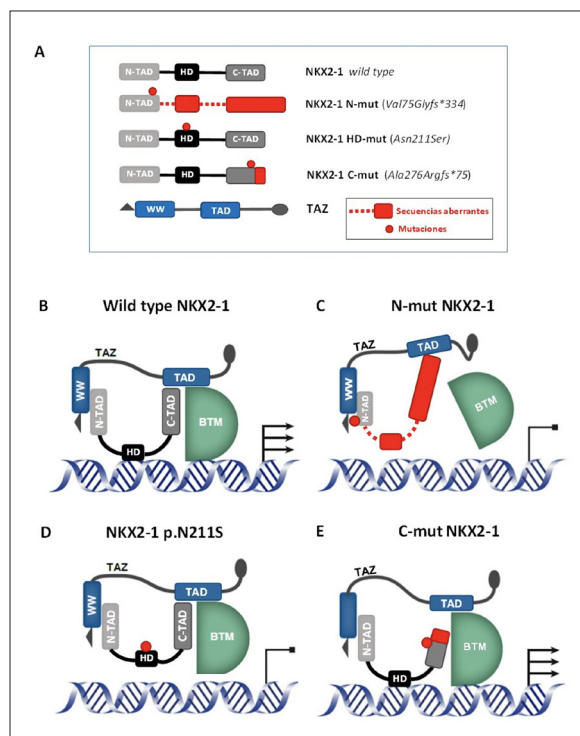 A
N-TAD HD C-TAD NKX2-1 wild type
NKX2-1 N-mut (Val75Glyfs*334)
N-TAD HD C-TAD NKX2-1 HD-mut (Asn211Ser)
N-TAD HD NKX2-1 C-mut (Ala276Argfs*75)
WW TAD TAZ
Secuencias aberrantes
Mutaciones
B Wild type NKX2-1
TAZ
WW
TAD
N-TAD
C-TAD
HD
BTM
C N-mut NKX2-1
TAZ
WW
TAD
N-TAD
BTM
D NKX2-1 p.N211S
TAZ
WW
TAD
N-TAD
C-TAD
HD
BTM
E C-mut NKX2-1
TAZ
WW
TAD
N-TAD
HD
BTM